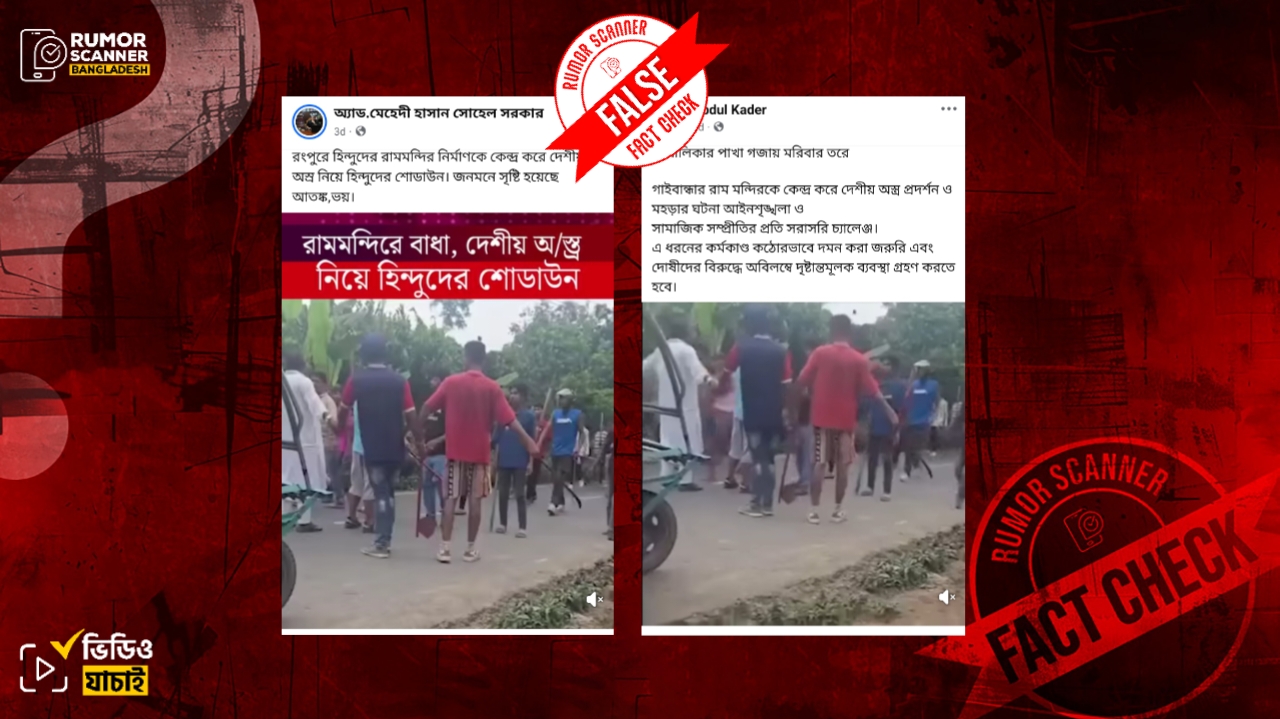 RUMOR
SCANNER
BANGLADESH
RUMOR SCANNER
FALSE
FACT CHECK
অ্যাড.মেহেদী হাসান সোহেল সরকার
3d
রংপুরে হিন্দুদের রামমন্দির নির্মাণকে কেন্দ্র করে দেশীয়
অস্র নিয়ে হিন্দুদের শোডাউন। জনমনে সৃষ্টি হয়েছে
আতঙ্ক,ভয়।
রামমন্দিরে বাধা, দেশীয় অ/স্ত্র
নিয়ে হিন্দুদের শোডাউন
Kader
পাখা গজায় মরিবার তরে
গাইবান্ধার রাম মন্দিরকে কেন্দ্র করে দেশীয় অস্ত্র প্রদর্শন ও
মহড়ার ঘটনা আইনশৃঙ্খলা ও
সামাজিক সম্প্রীতির প্রতি সরাসরি চ্যালেঞ্জ।
এ ধরনের কর্মকাণ্ড কঠোরভাবে দমন করা জরুরি এবং
দোষীদের বিরুদ্ধে অবিলম্বে দৃষ্টান্তমূলক ব্যবস্থা গ্রহণ করতে
হবে।
ভিডিও
যাচাই
RUMOR SCANNER
FACT CHECK